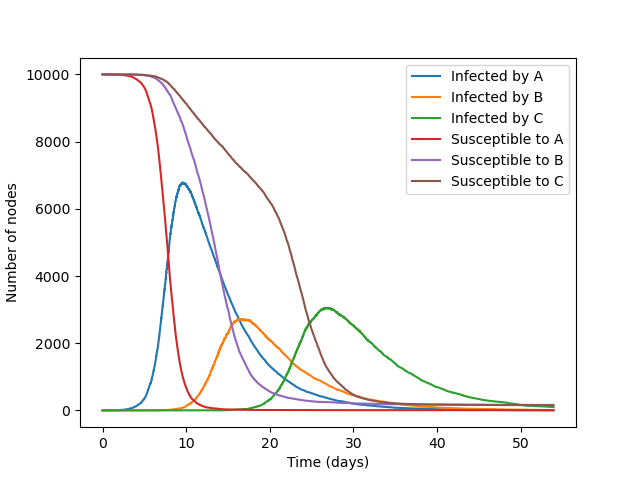 10000
8000
6000
4000
2000
0
Number of nodes
0 10 20 30 40 50
Time (days)
Infected by A
Infected by B
Infected by C
Susceptible to A
Susceptible to B
Susceptible to C